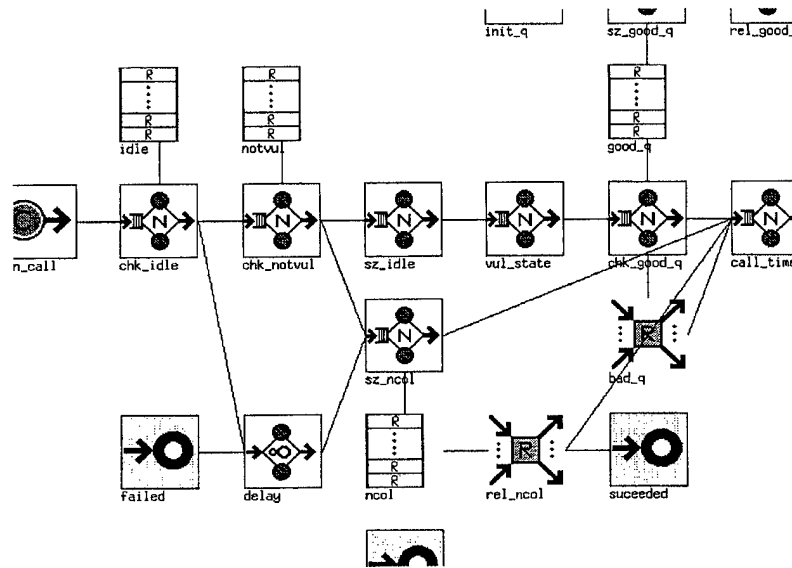 init_q sz_good_q rel_good_
R R R
R R R
R R R
idle notvul good_q
Z Z Z Z Z Z
n_call chk_idle chk_notvul sz_idle vul_state chk_good_q call_time
Z R
sz_ncol bad_q
R
R R
R
failed delay ncol rel_ncol suceeded